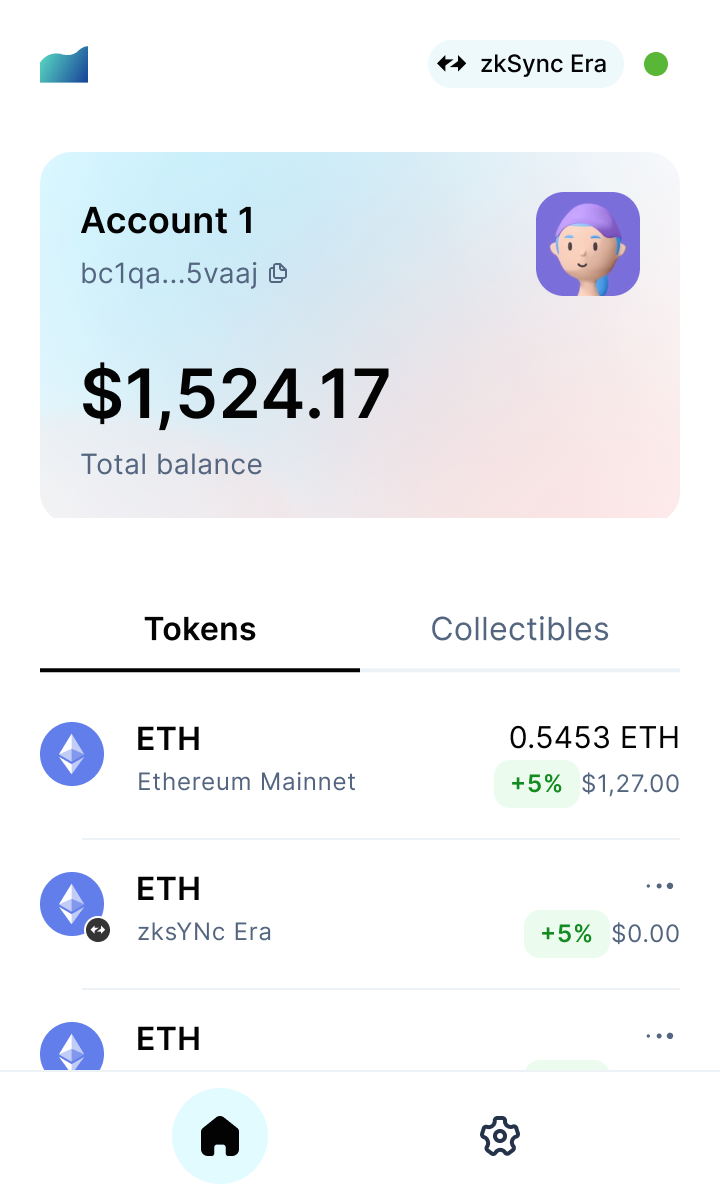 zkSync Era
Account 1
bc1qa...5vaaj
$1,524.17
Total balance
Tokens
Collectibles
ETH
0.5453 ETH
Ethereum Mainnet
+5%
$1,27.00
ETH
zksYNc Era
+5%
$0.00
ETH